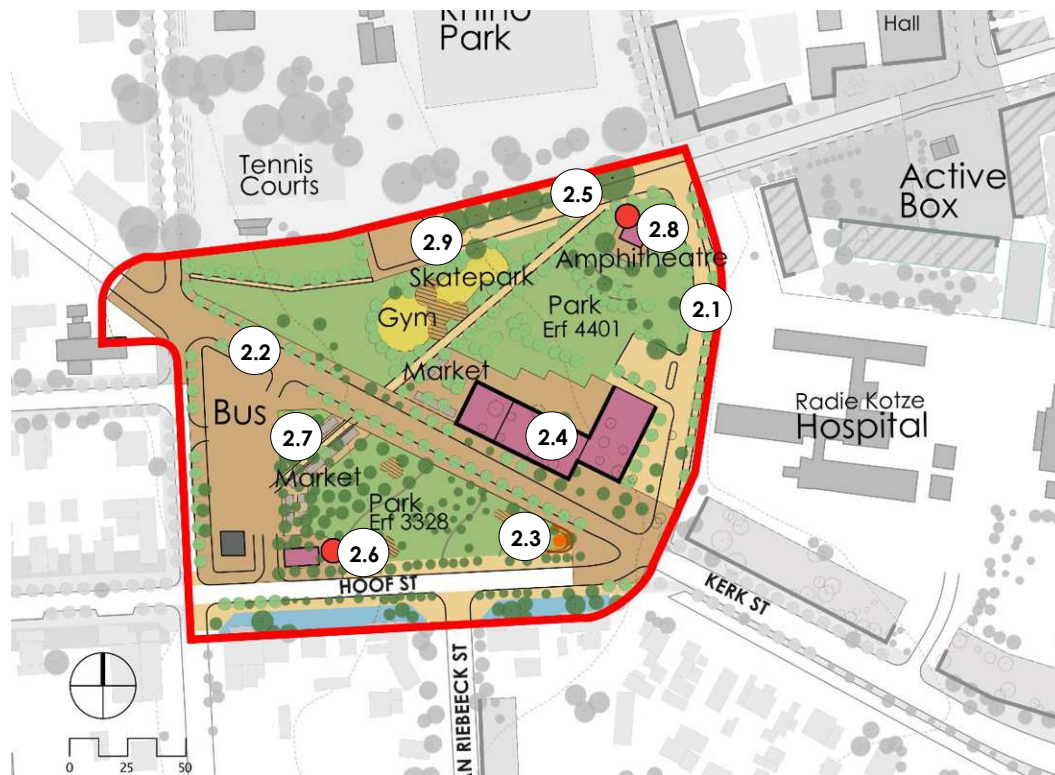 Rhino
Park
Hall
Tennis
Courts
Active
Box
2.5
2.9
2.8
Skatepark
Amphitheatre
Park
Erf 4401
2.1
Gym
2.2
Market
Bus
Radie Kotze
Hospital
2.7
2.4
Market
Park
Erf 3328
2.3
2.6
HOOF ST
KERK ST
AN RIEBEECK ST
0 25 50